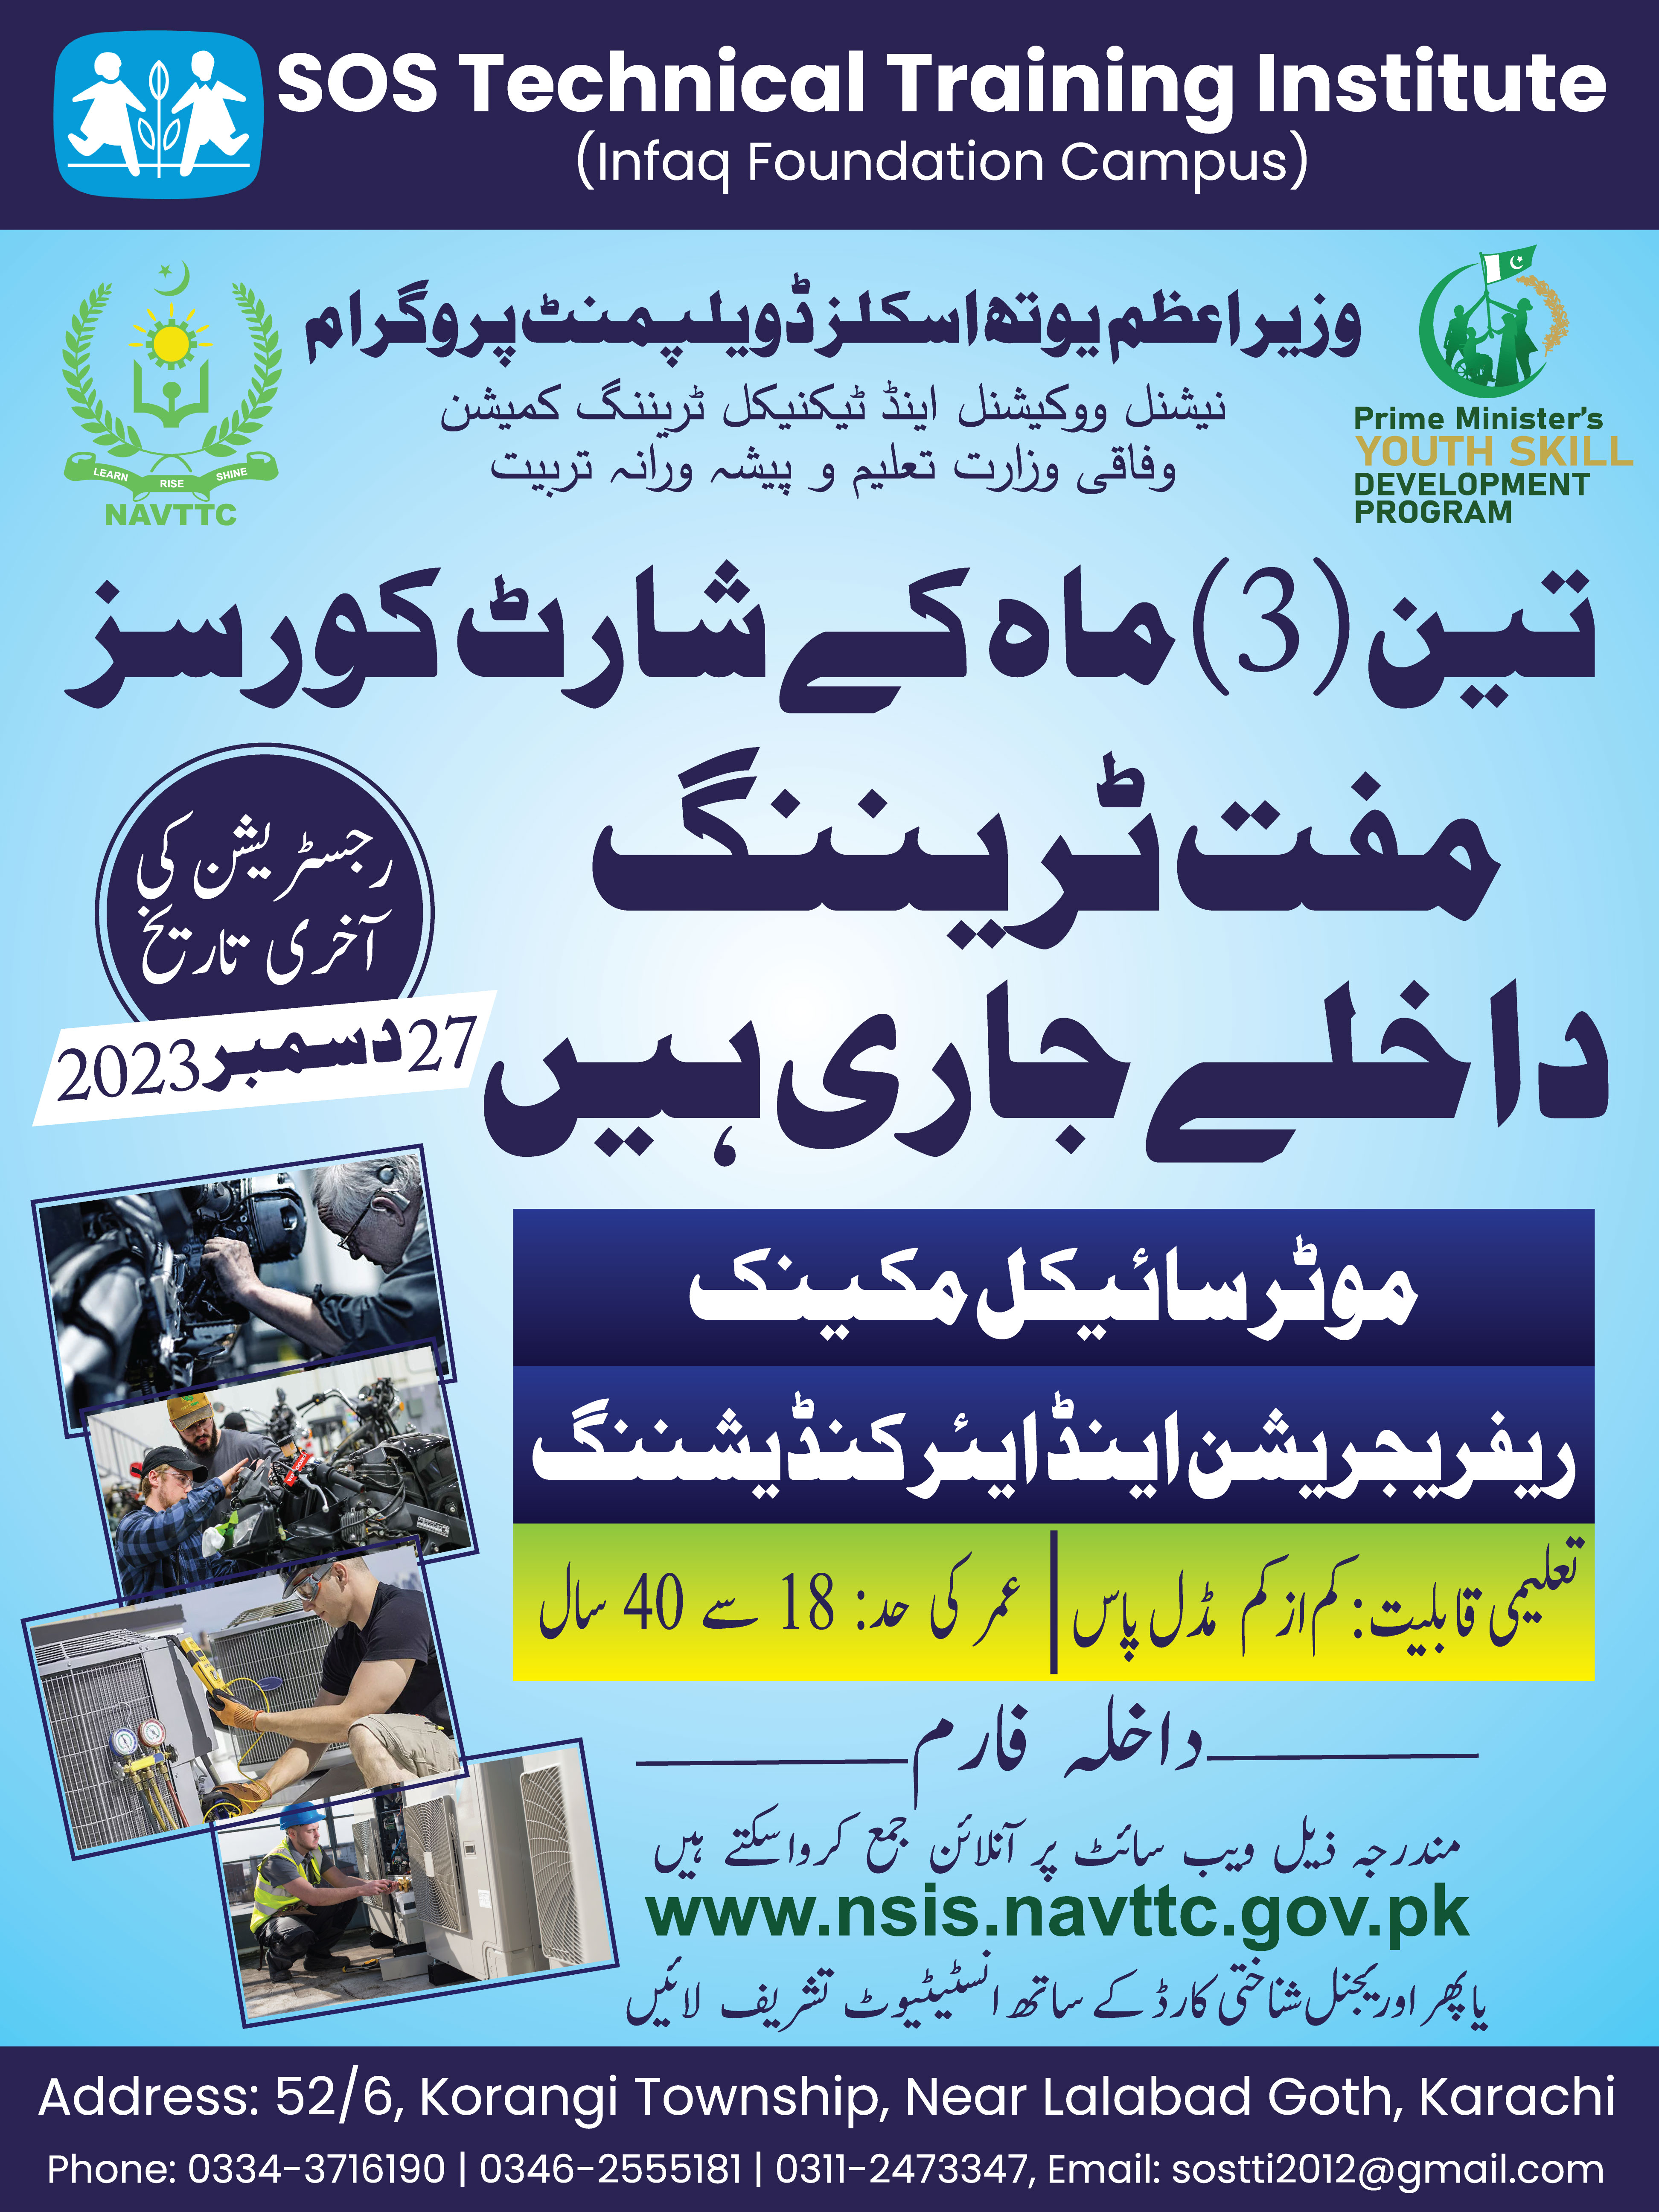 SOS Technical Training Institute
(Infaq Foundation Campus)
وزیراعظم یوتھ اسکلز ڈویلپمنٹ پروگرام
نیشنل ووکیشنل اینڈ ٹیکنیکل ٹریننگ کمیشن
وفاقی وزارت تعلیم و پیشہ ورانہ تربیت
LEARN RISE SHINE
NAVTTC
Prime Minister's
YOUTH SKILL
DEVELOPMENT
PROGRAM
تین (3) ماہ کے شارٹ کورسز
مفت ٹریننگ
داخلے جاری ہیں
رجسٹریشن کی
آخری تاریخ
27 دسمبر 2023
موٹر سائیکل مکینک
ریفریجریشن اینڈ ایئر کنڈیشننگ
تعلیمی قابلیت: کم از کم مڈل پاس | عمر کی حد: 18 سے 40 سال
داخلہ فارم
مندرجہ ذیل ویب سائٹ پر آنلائن جمع کرواسکتے ہیں
www.nsis.navttc.gov.pk
یا پھر اوریجنل شناختی کارڈ کے ساتھ انسٹیٹیوٹ تشریف لائیں
Address: 52/6, Korangi Township, Near Lalabad Goth, Karachi
Phone: 0334-3716190 | 0346-2555181 | 0311-2473347, Email: sostti2012@gmail.com